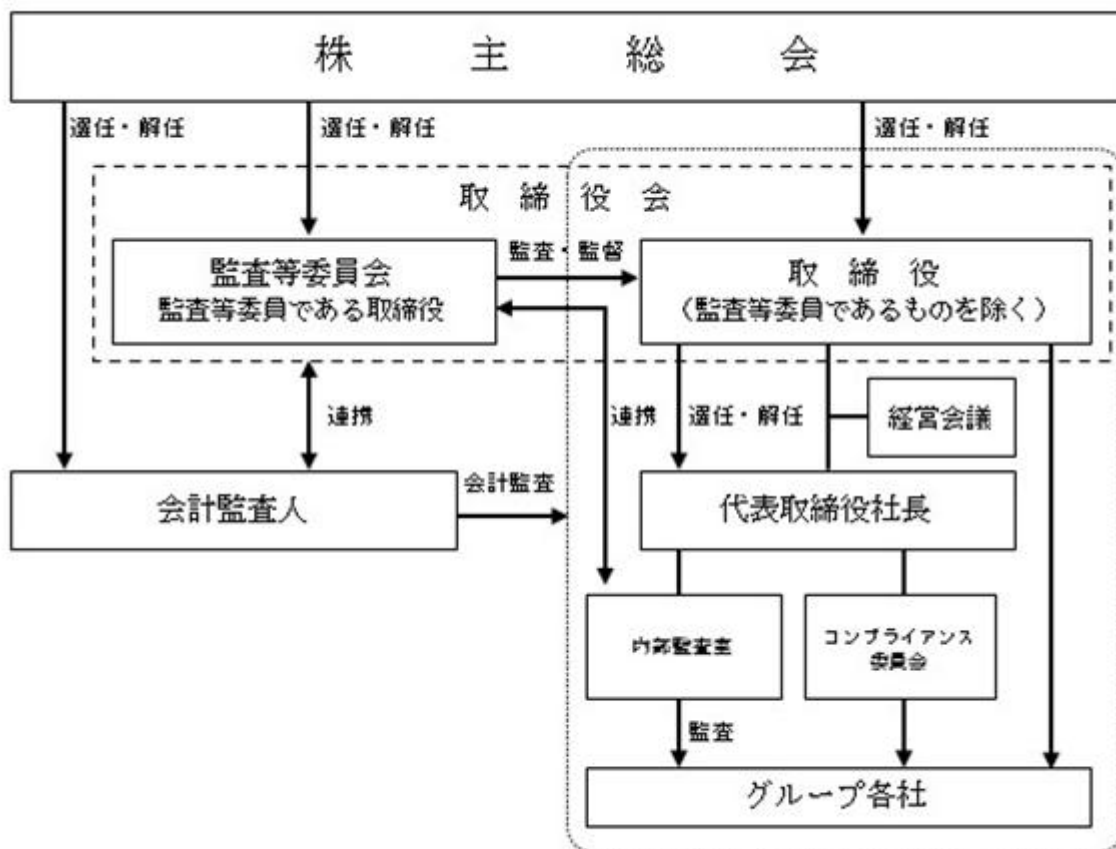 株主総会
選任・解任
選任・解任
選任・解任
取締役会
監査等委員会
監査等委員である取締役
監査・監督
取締役
(監査等委員であるものを除く)
連携
連携
選任・解任
経営会議
会計監査人
会計監査
代表取締役社長
内部監査室
コンプライアンス
委員会
監査
グループ各社